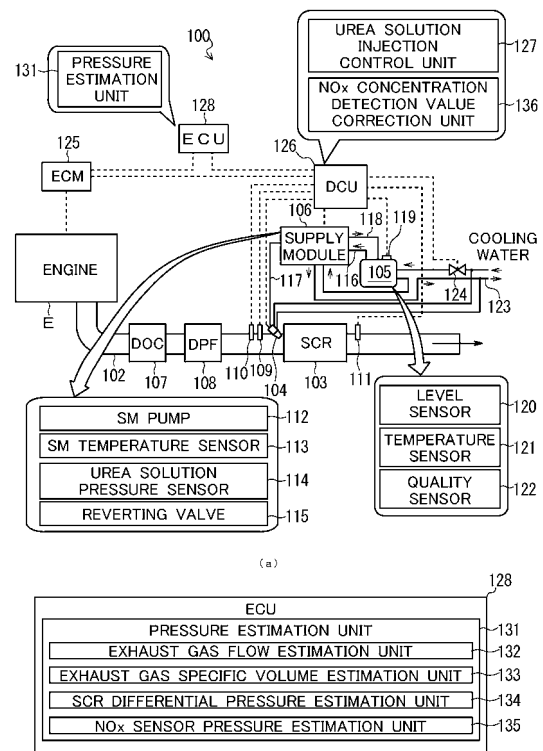 100
131
PRESSURE
ESTIMATION
UNIT
128
ECU
UREA SOLUTION
INJECTION
CONTROL UNIT
127
NOx CONCENTRATION
DETECTION VALUE
CORRECTION UNIT
136
125
ECM
126
DCU
106
SUPPLY
MODULE
118
119
COOLING
WATER
117
116
105
124
123
ENGINE
E
102
DOC
107
DPF
108
110
109
104
SCR
103
111
SM PUMP
112
SM TEMPERATURE SENSOR
113
UREA SOLUTION
PRESSURE SENSOR
114
REVERTING VALVE
115
LEVEL
SENSOR
120
TEMPERATURE
SENSOR
121
QUALITY
SENSOR
122
(a)
128
ECU
PRESSURE ESTIMATION UNIT
131
EXHAUST GAS FLOW ESTIMATION UNIT
132
EXHAUST GAS SPECIFIC VOLUME ESTIMATION UNIT
133
SCR DIFFERENTIAL PRESSURE ESTIMATION UNIT
134
NOx SENSOR PRESSURE ESTIMATION UNIT
135